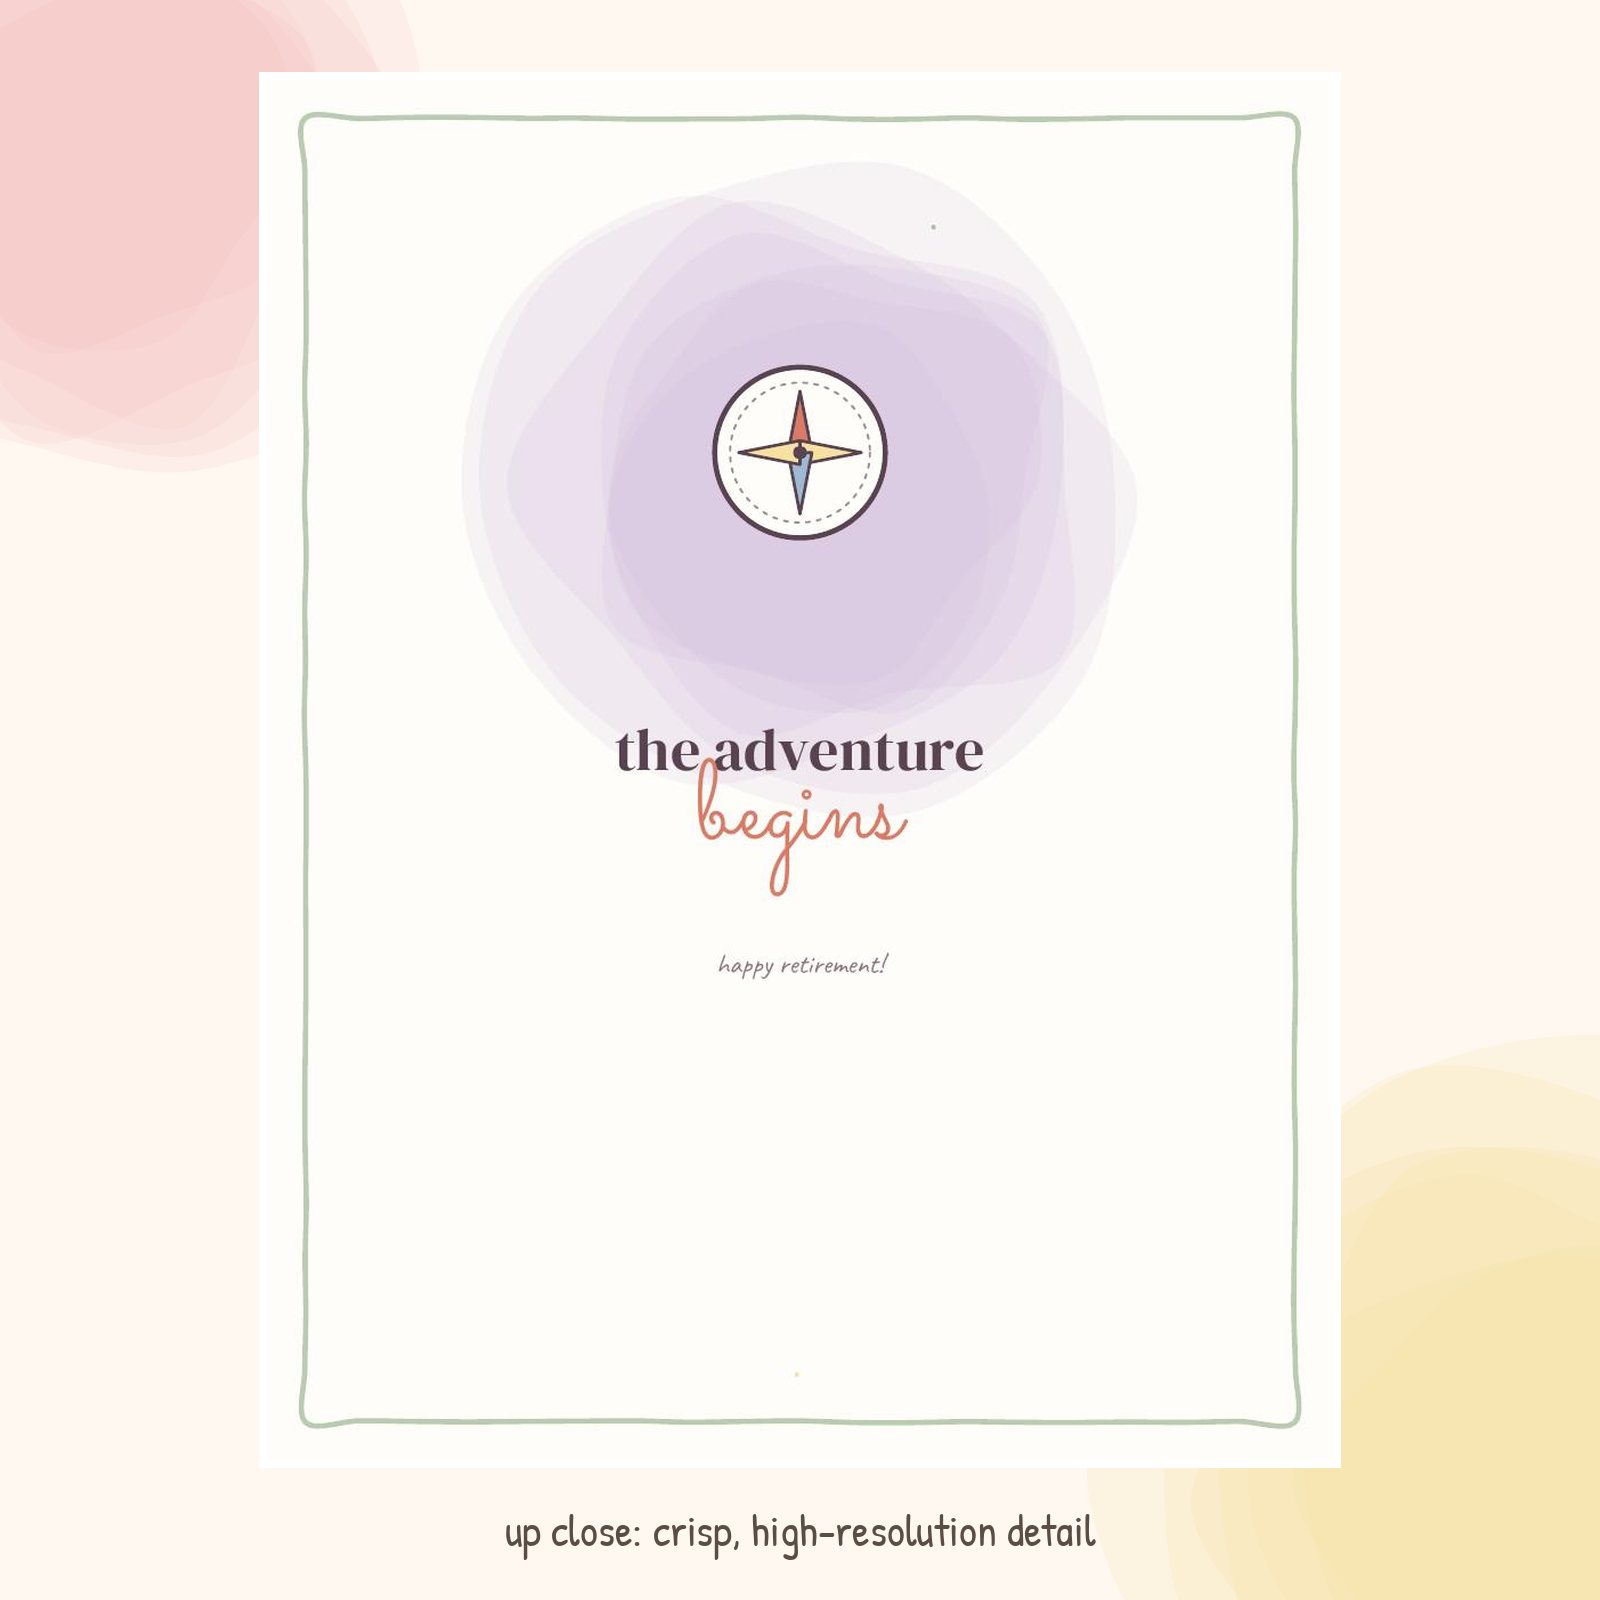 the adventure
begins
happy retirement!
up close: crisp, high-resolution detail